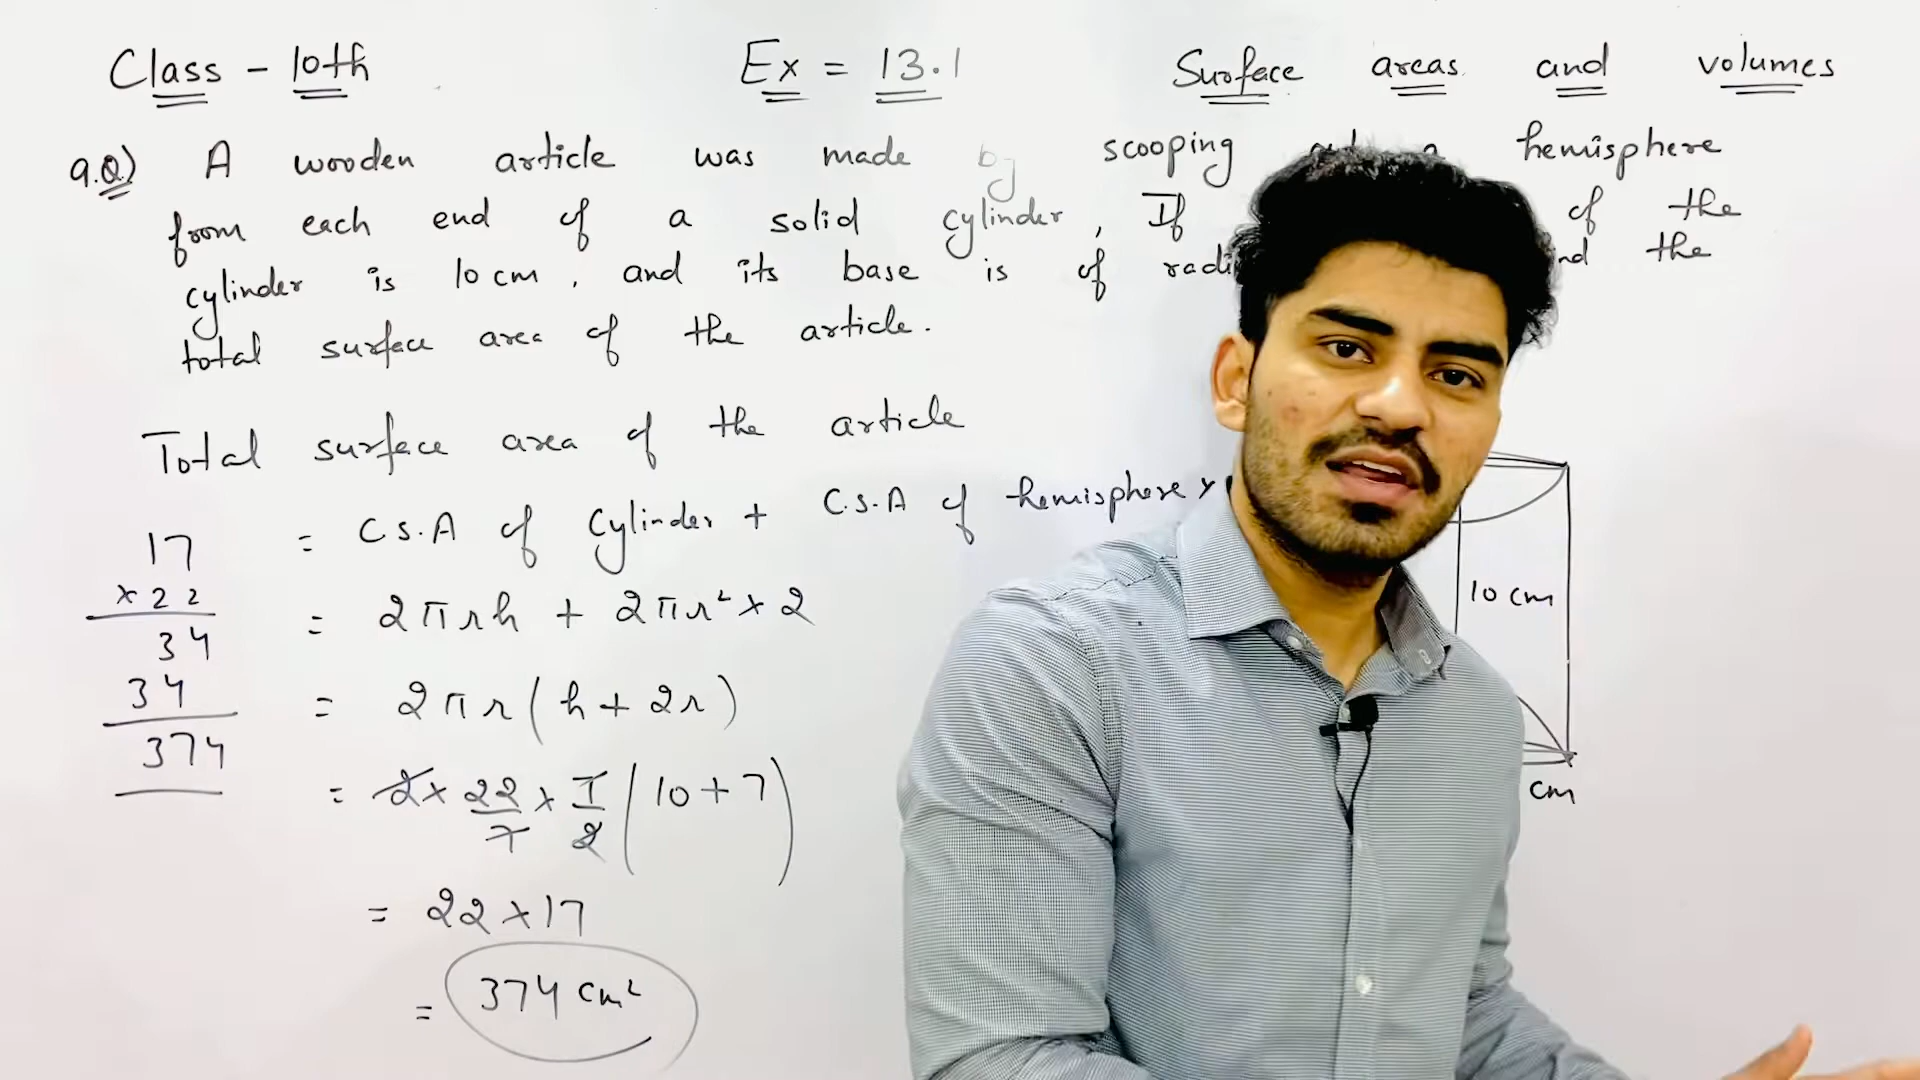 Class - 10th Ex = 13.1 Surface areas and volumes
9.Q) A wooden article was made by scooping hemisphere
from each end of a solid cylinder, If of the
cylinder is 10 cm, and its base is of the
total surface area of the article.
Total surface area of the article
= C.S.A of Cylinder + C.S.A of hemisphere ×
= 2πrh + 2πr² × 2
= 2πr(h + 2r)
= 2 × 22/7 × 7/2 (10 + 7)
= 22 × 17
= 374 cm²
17
× 22
34
34
374
10 cm
cm